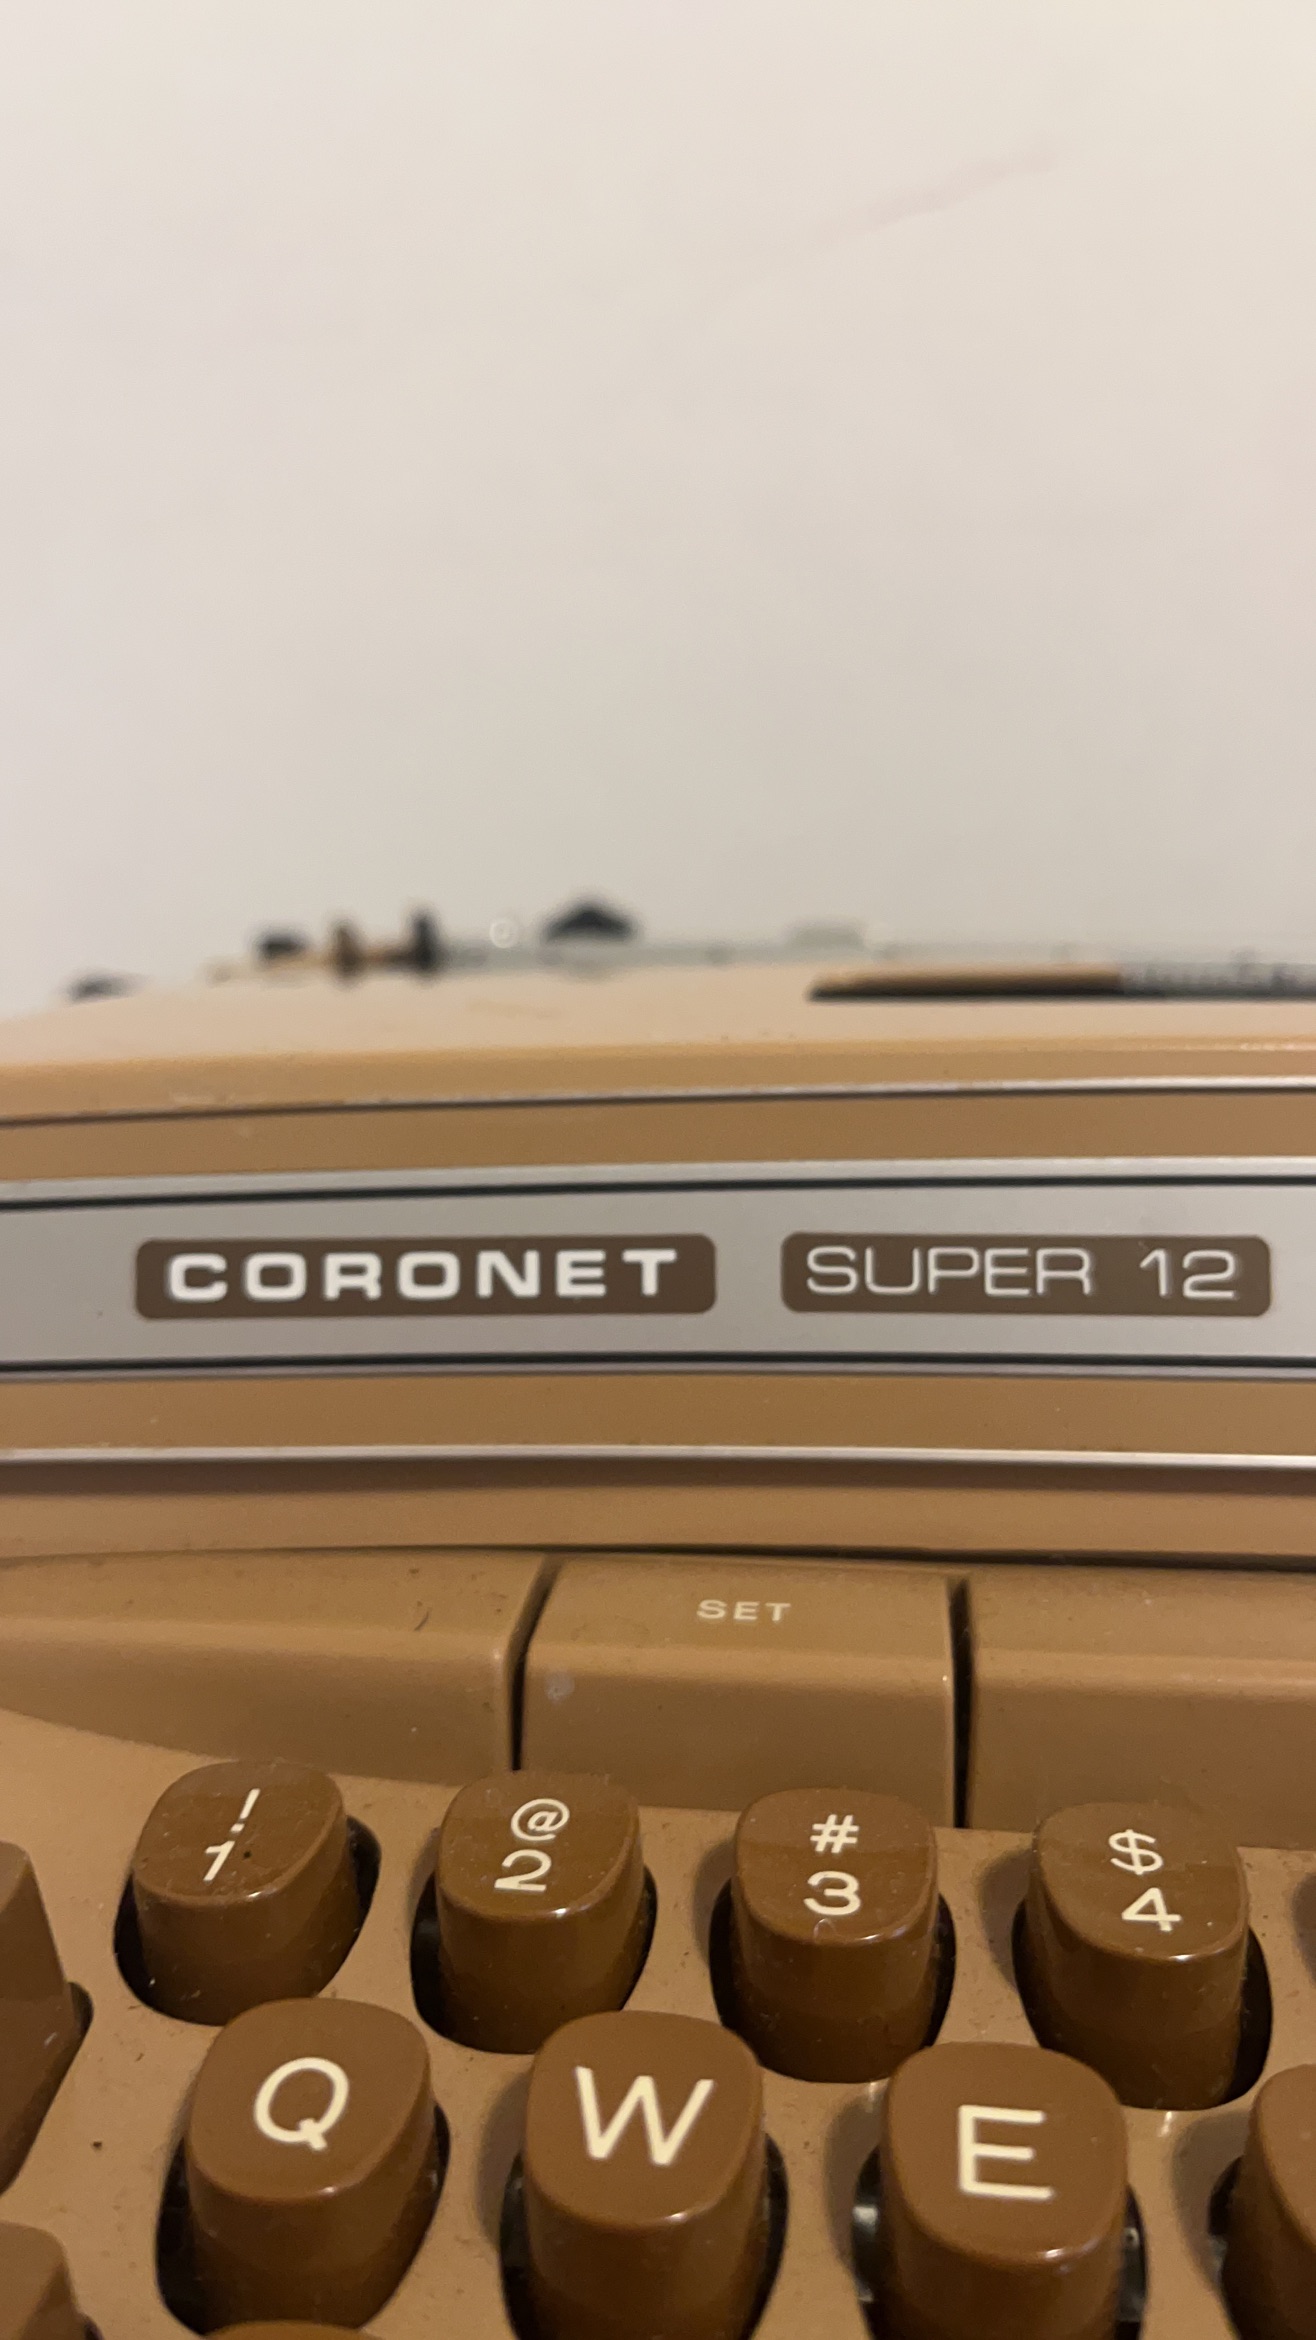 CORONET SUPER 12
SET
! @ # $
1 2 3 4
Q W E